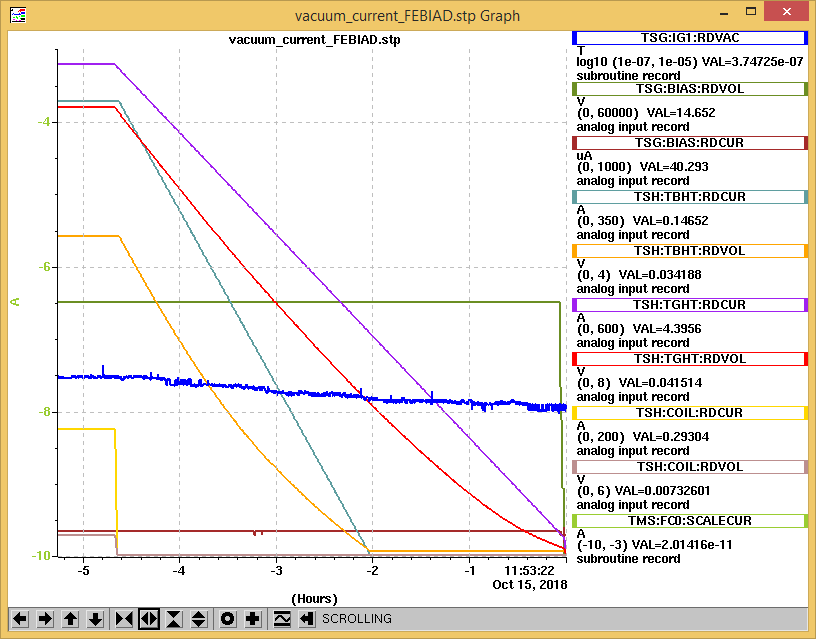 vacuum_current_FEBIAD.stp Graph
vacuum_current_FEBIAD.stp
-4
-6
-8
-10
A
-5
-4
-3
-2
-1
11:53:22
Oct 15, 2018
(Hours)
TSG:IG1:RDVAC
T
log10 (1e-07, 1e-05) VAL=3.74725e-07
subroutine record
TSG:BIAS:RDVOL
V
(0, 60000) VAL=14.652
analog input record
TSG:BIAS:RDCUR
uA
(0, 1000) VAL=40.293
analog input record
TSH:TBHT:RDCUR
A
(0, 350) VAL=0.14652
analog input record
TSH:TBHT:RDVOL
V
(0, 4) VAL=0.034188
analog input record
TSH:TGHT:RDCUR
A
(0, 600) VAL=4.3956
analog input record
TSH:TGHT:RDVOL
V
(0, 8) VAL=0.041514
analog input record
TSH:COIL:RDCUR
A
(0, 200) VAL=0.29304
analog input record
TSH:COIL:RDVOL
V
(0, 6) VAL=0.00732601
analog input record
TMS:FC0:SCALECUR
A
(-10, -3) VAL=2.01416e-11
subroutine record
SCROLLING